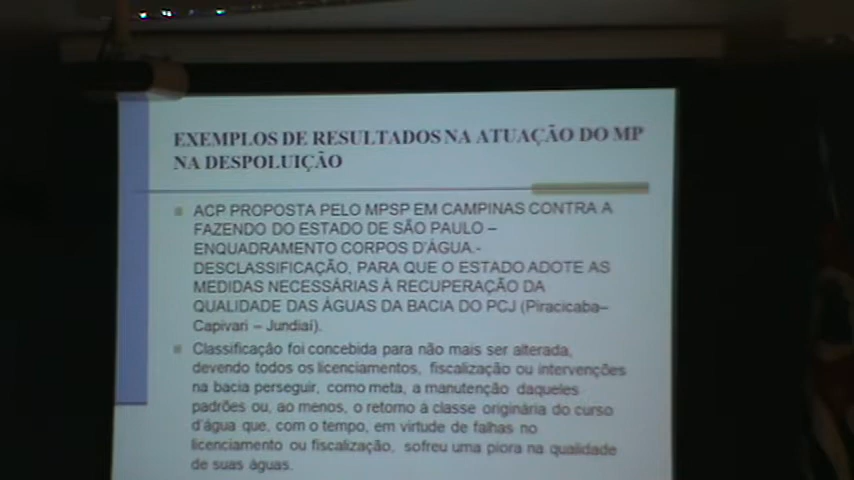 EXEMPLOS DE RESULTADOS NA ATUAÇÃO DO MP
NA DESPOLUIÇÃO
ACP PROPOSTA PELO MPSP EM CAMPINAS CONTRA A
FAZENDO DO ESTADO DE SÃO PAULO –
ENQUADRAMENTO CORPOS D'ÁGUA.-
DESCLASSIFICAÇÃO, PARA QUE O ESTADO ADOTE AS
MEDIDAS NECESSÁRIAS À RECUPERAÇÃO DA
QUALIDADE DAS ÁGUAS DA BACIA DO PCJ (Piracicaba–
Capivari – Jundiaí).
Classificação foi concebida para não mais ser alterada,
devendo todos os licenciamentos, fiscalização ou intervenções
na bacia perseguir, como meta, a manutenção daqueles
padrões ou, ao menos, o retorno à classe originária do curso
d'água que, com o tempo, em virtude de falhas no
licenciamento ou fiscalização, sofreu uma piora na qualidade
de suas águas.